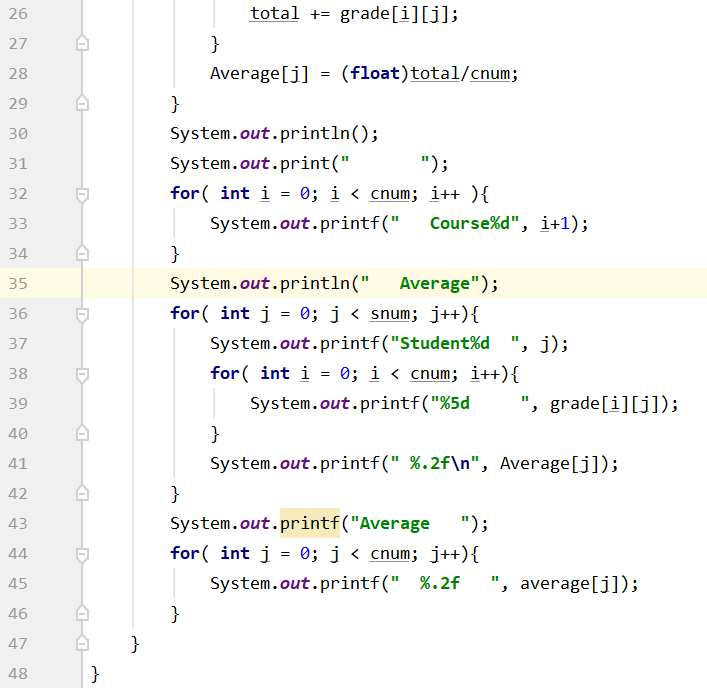 26                 total += grade[i][j];
27             }
28             Average[j] = (float)total/cnum;
29         }
30         System.out.println();
31         System.out.print("       ");
32         for( int i = 0; i < cnum; i++ ){
33             System.out.printf("   Course%d", i+1);
34         }
35         System.out.println("   Average");
36         for( int j = 0; j < snum; j++){
37             System.out.printf("Student%d  ", j);
38             for( int i = 0; i < cnum; i++){
39                 System.out.printf("%5d     ", grade[i][j]);
40             }
41             System.out.printf(" %.2f\n", Average[j]);
42         }
43         System.out.printf("Average   ");
44         for( int j = 0; j < cnum; j++){
45             System.out.printf("  %.2f   ", average[j]);
46         }
47     }
48 }